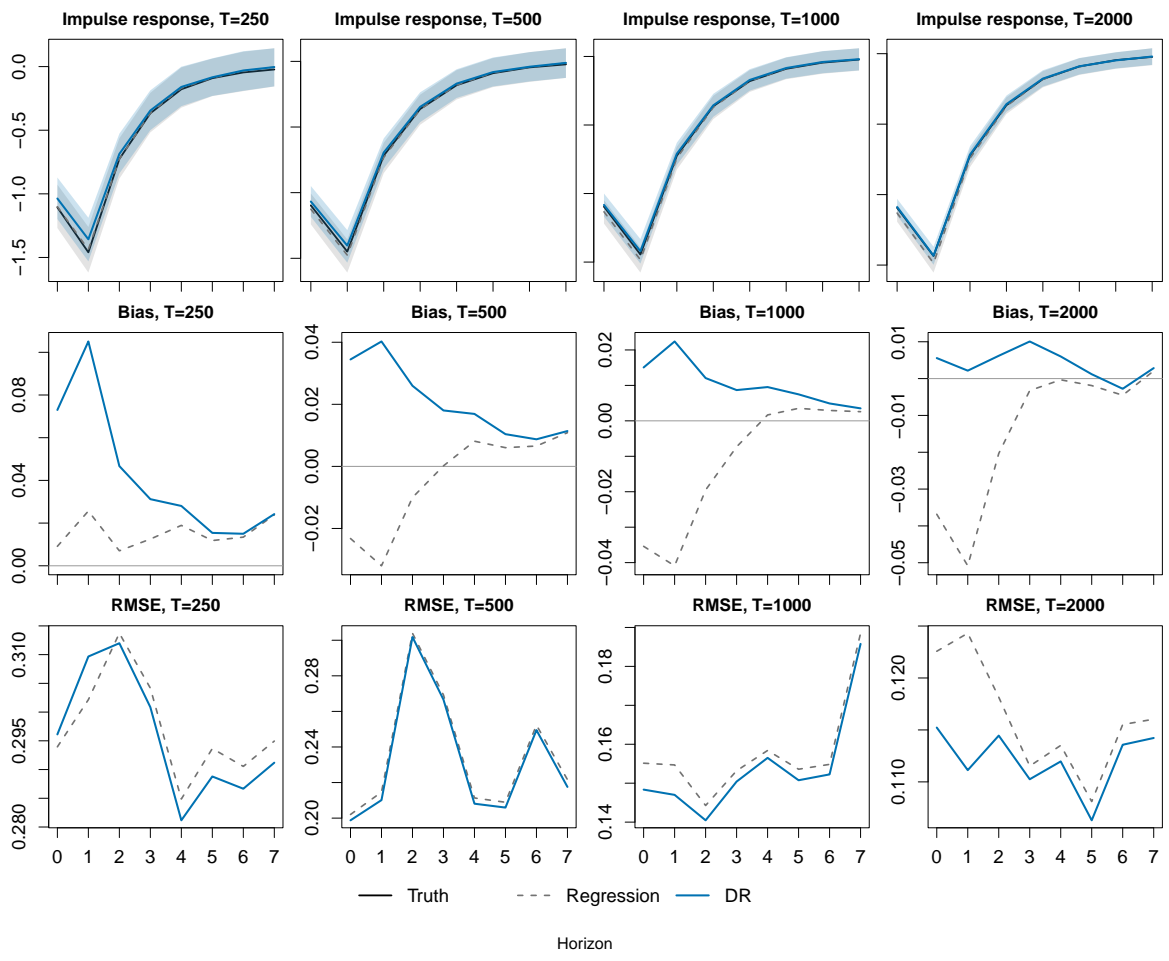 Impulse response, T=250
Impulse response, T=500
Impulse response, T=1000
Impulse response, T=2000
0.0
−0.5
−1.0
−1.5
Bias, T=250
Bias, T=500
Bias, T=1000
Bias, T=2000
0.08
0.04
0.00
0.04
0.02
0.00
−0.02
0.02
0.00
−0.02
−0.04
0.01
−0.01
−0.03
−0.05
RMSE, T=250
RMSE, T=500
RMSE, T=1000
RMSE, T=2000
0.310
0.295
0.280
0.28
0.24
0.20
0.18
0.16
0.14
0.120
0.110
0 1 2 3 4 5 6 7
0 1 2 3 4 5 6 7
0 1 2 3 4 5 6 7
0 1 2 3 4 5 6 7
Truth
Regression
DR
Horizon